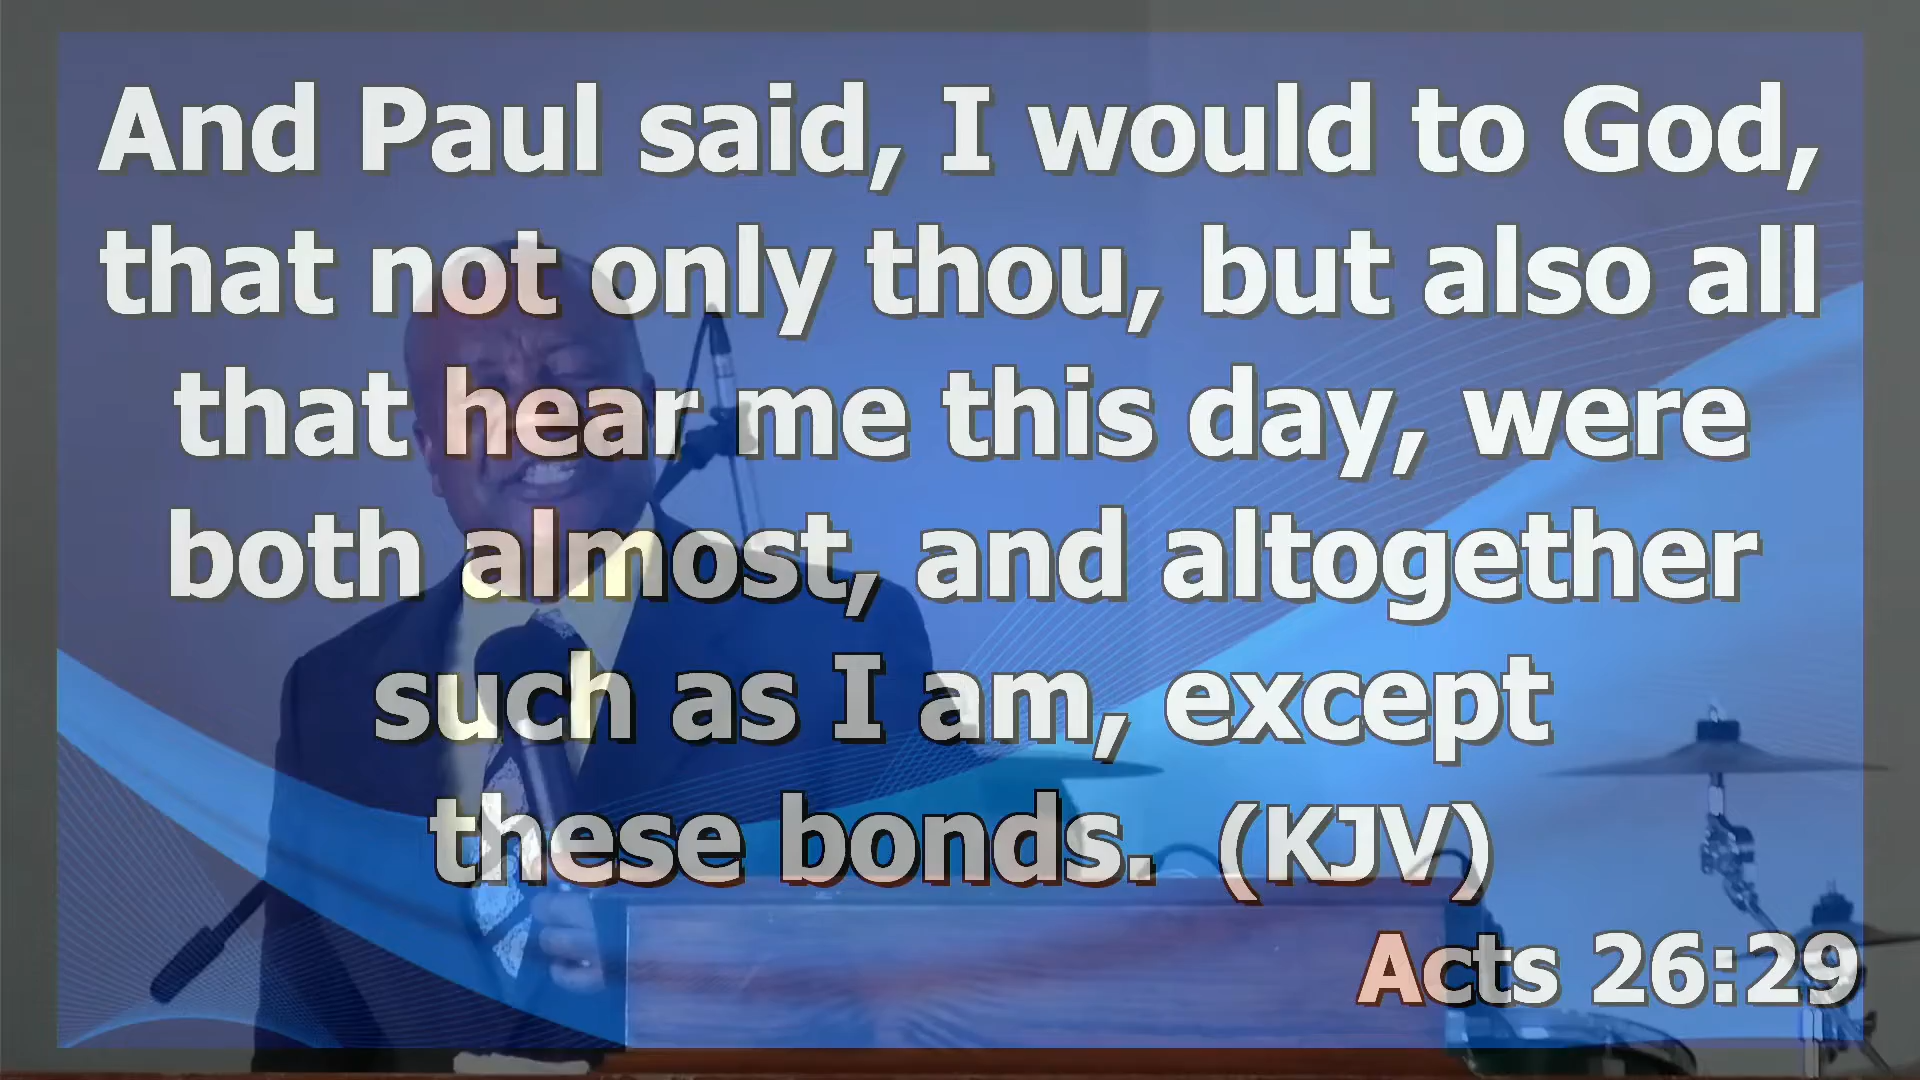 And Paul said, I would to God,
that not only thou, but also all
that hear me this day, were
both almost, and altogether
such as I am, except
these bonds. (KJV)
Acts 26:29